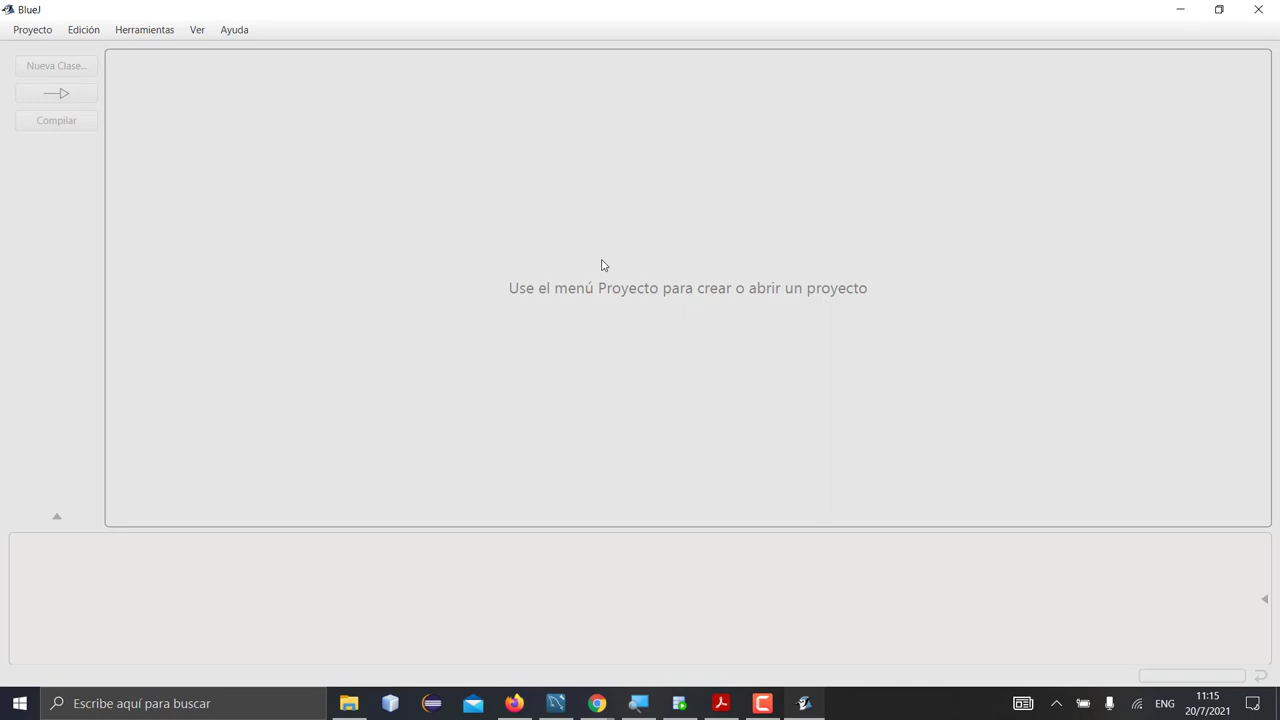 BlueJ
Proyecto Edición Herramientas Ver Ayuda
Nueva Clase...
Compilar
Use el menú Proyecto para crear o abrir un proyecto
Escribe aquí para buscar
ENG
11:15
20/7/2021